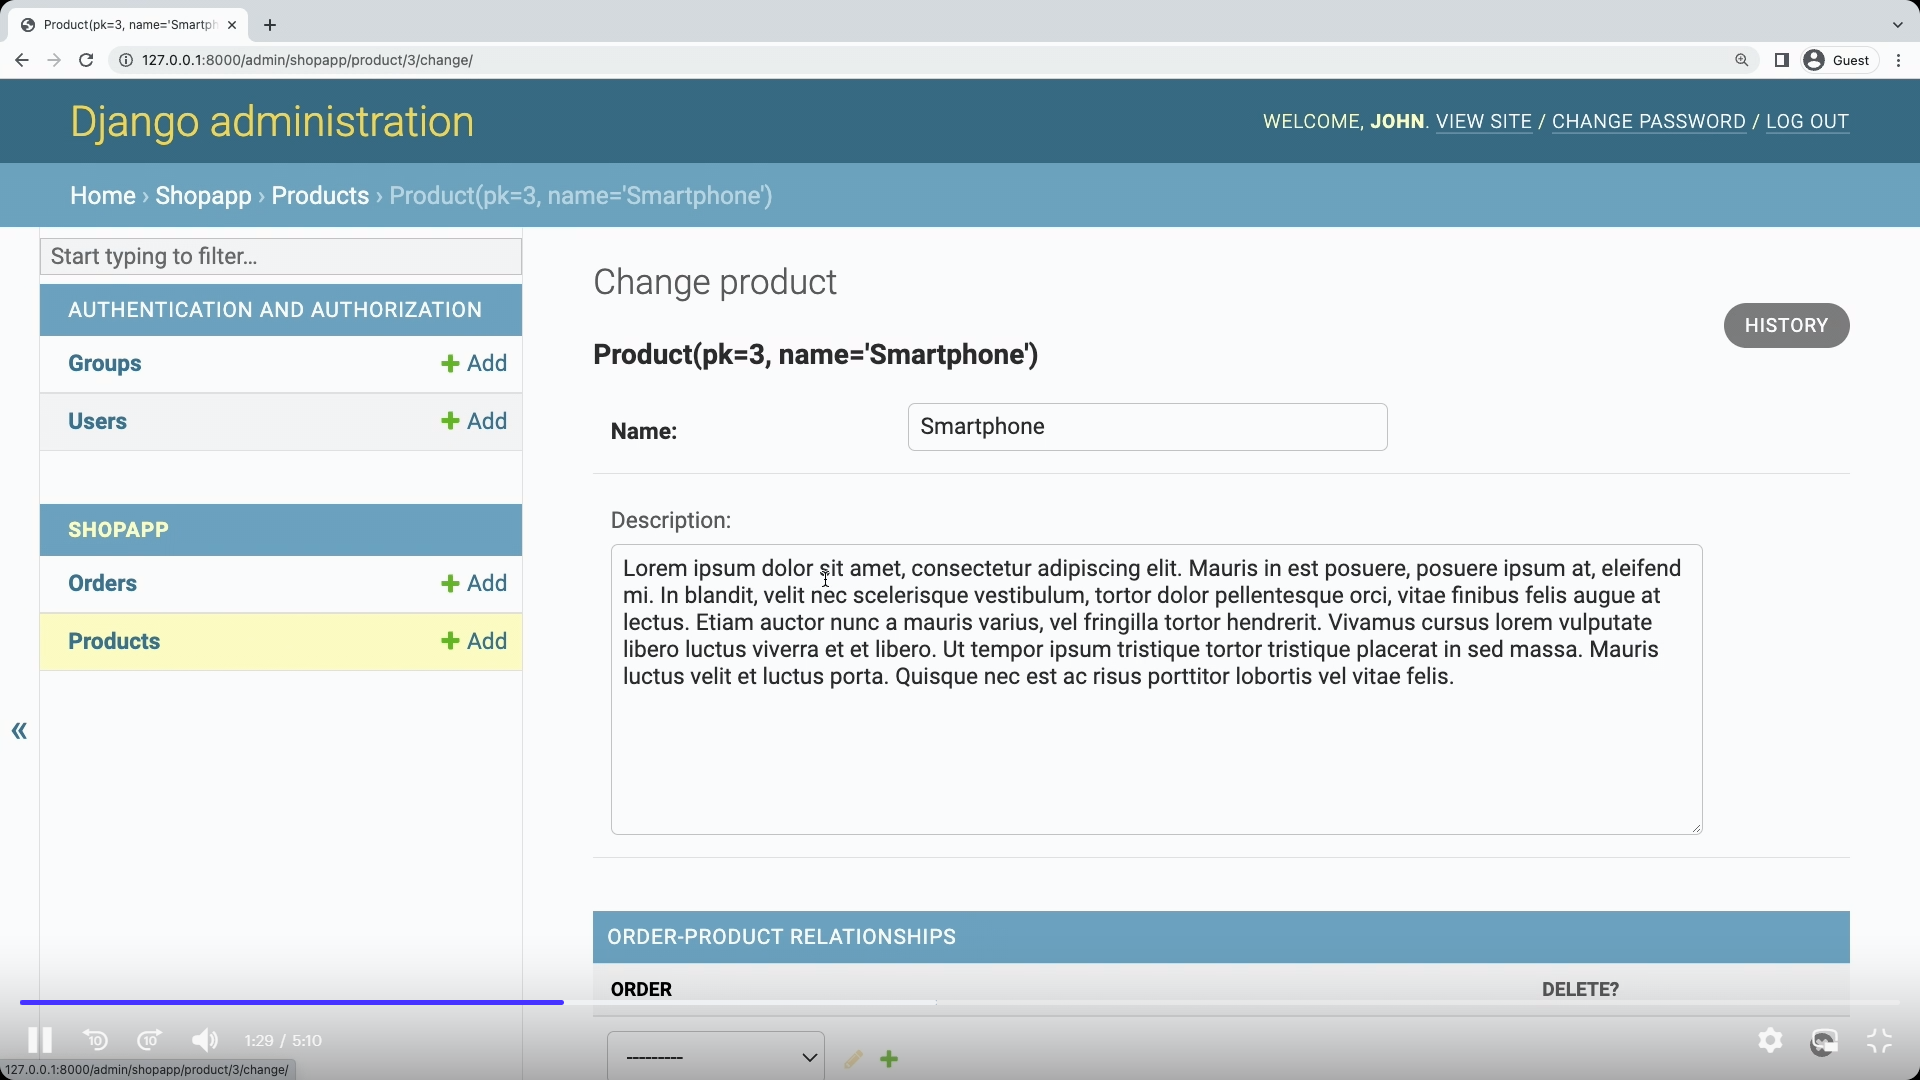 Product(pk=3, name='Smartph
127.0.0.1:8000/admin/shopapp/product/3/change/
Guest
Django administration
WELCOME, JOHN. VIEW SITE / CHANGE PASSWORD / LOG OUT
Home › Shopapp › Products › Product(pk=3, name='Smartphone')
Start typing to filter...
AUTHENTICATION AND AUTHORIZATION
Groups
Add
Users
Add
SHOPAPP
Orders
Add
Products
Add
«
Change product
HISTORY
Product(pk=3, name='Smartphone')
Name:
Smartphone
Description:
Lorem ipsum dolor sit amet, consectetur adipiscing elit. Mauris in est posuere, posuere ipsum at, eleifend
mi. In blandit, velit nec scelerisque vestibulum, tortor dolor pellentesque orci, vitae finibus felis augue at
lectus. Etiam auctor nunc a mauris varius, vel fringilla tortor hendrerit. Vivamus cursus lorem vulputate
libero luctus viverra et et libero. Ut tempor ipsum tristique tortor tristique placerat in sed massa. Mauris
luctus velit et luctus porta. Quisque nec est ac risus porttitor lobortis vel vitae felis.
ORDER-PRODUCT RELATIONSHIPS
ORDER
DELETE?
---------
10
10
1:29 / 5:10
127.0.0.1:8000/admin/shopapp/product/3/change/